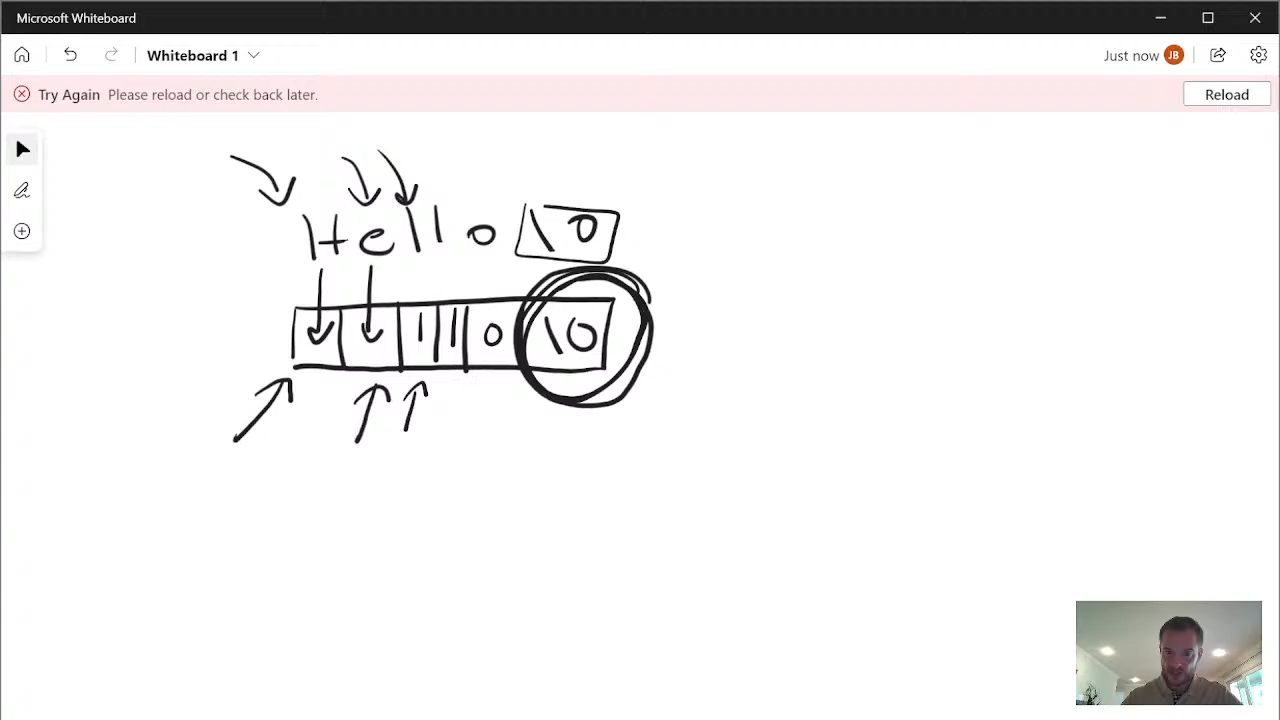 Microsoft Whiteboard
Whiteboard 1
Just now JB
Try Again Please reload or check back later.
Reload
Hello \0
l l o \0